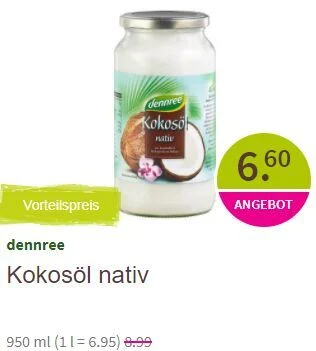 dennree
Kokosöl
nativ
6.60
Vorteilspreis
ANGEBOT
dennree
Kokosöl nativ
950 ml (1 l = 6.95) 8.99